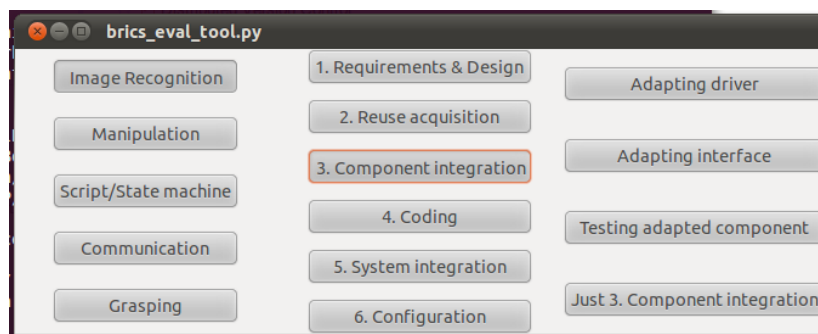 brics_eval_tool.py
Image Recognition
Manipulation
Script/State machine
Communication
Grasping
1. Requirements & Design
2. Reuse acquisition
3. Component integration
4. Coding
5. System integration
6. Configuration
Adapting driver
Adapting interface
Testing adapted component
Just 3. Component integration